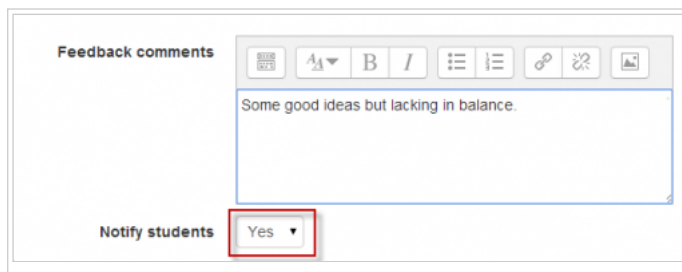 Feedback comments
B I
Some good ideas but lacking in balance.
Notify students Yes